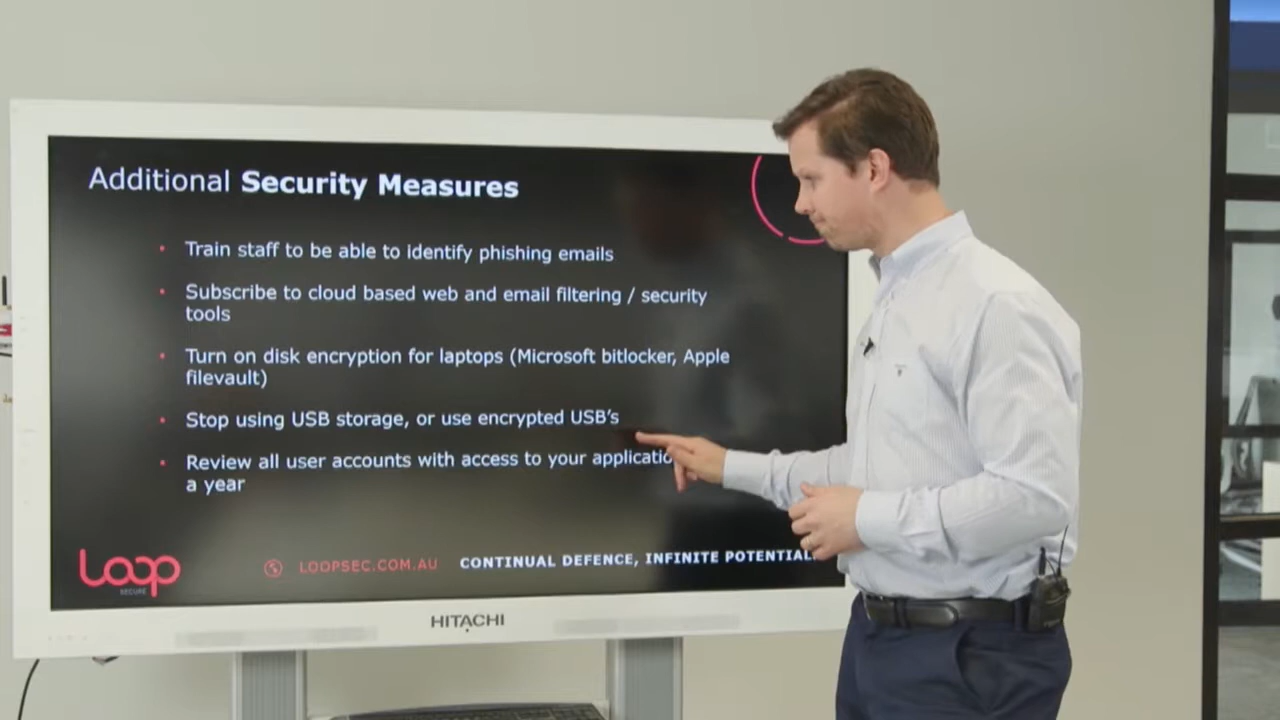 Additional Security Measures
• Train staff to be able to identify phishing emails
• Subscribe to cloud based web and email filtering / security
tools
• Turn on disk encryption for laptops (Microsoft bitlocker, Apple
filevault)
• Stop using USB storage, or use encrypted USB's
• Review all user accounts with access to your applicatio
a year
Loop
SECURE
LOOPSEC.COM.AU
CONTINUAL DEFENCE, INFINITE POTENTIAL
HITACHI